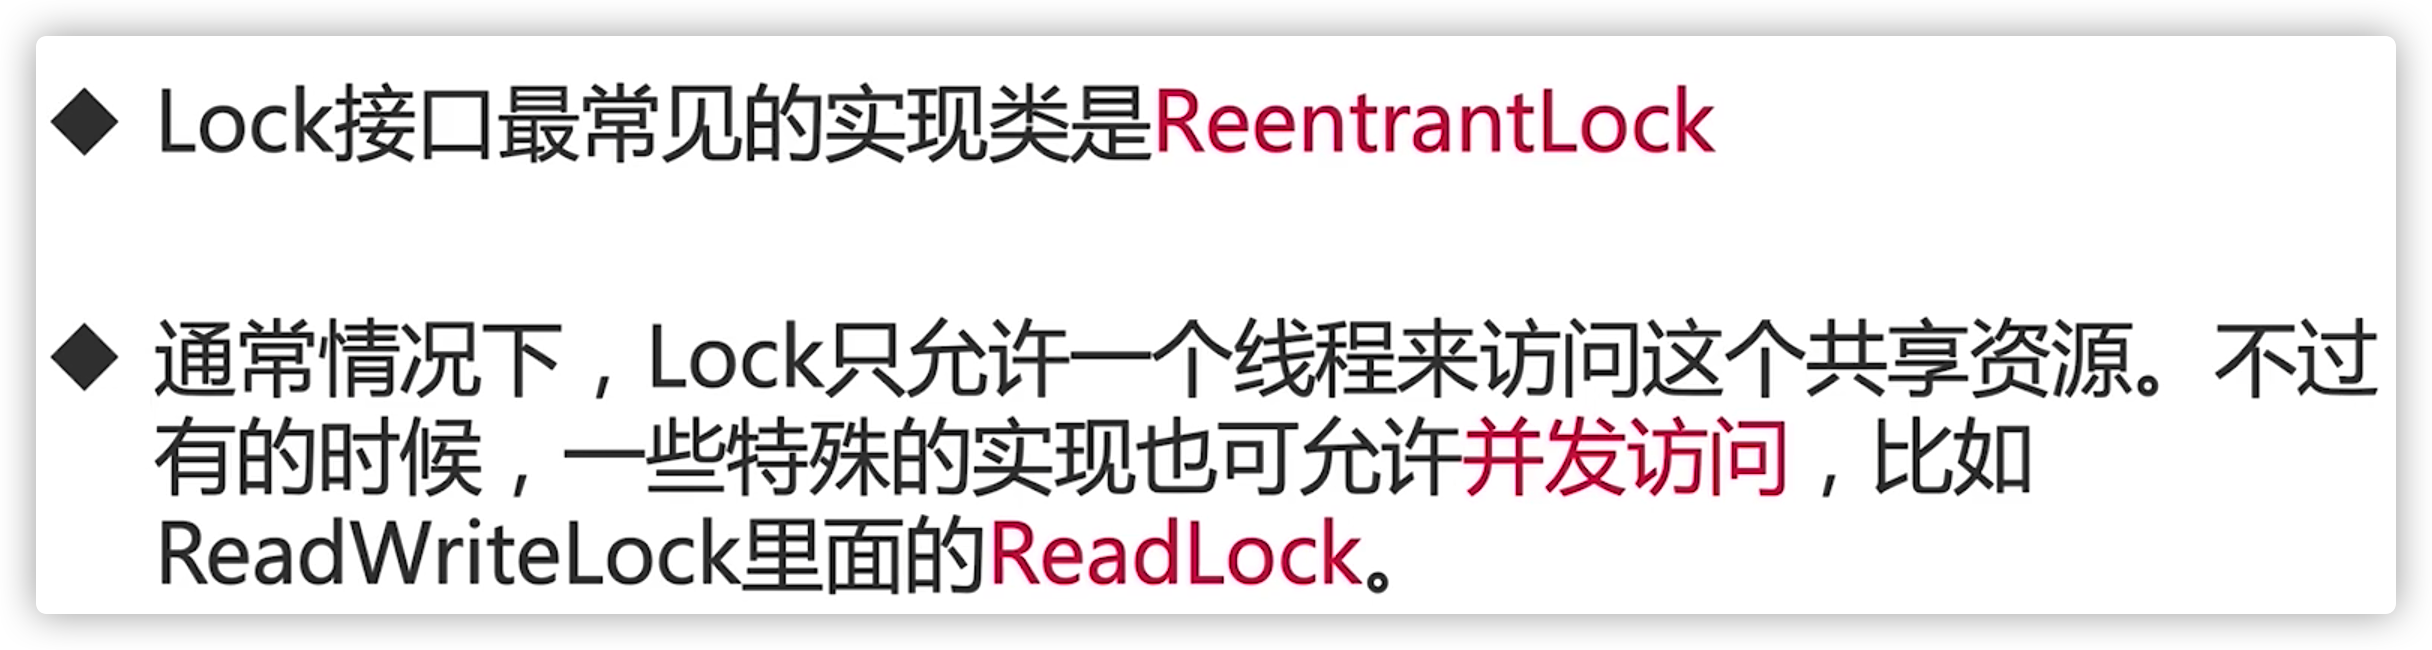 ◆ Lock接口最常见的实现类是ReentrantLock
◆ 通常情况下，Lock只允许一个线程来访问这个共享资源。不过
有的时候，一些特殊的实现也可允许并发访问，比如
ReadWriteLock里面的ReadLock。